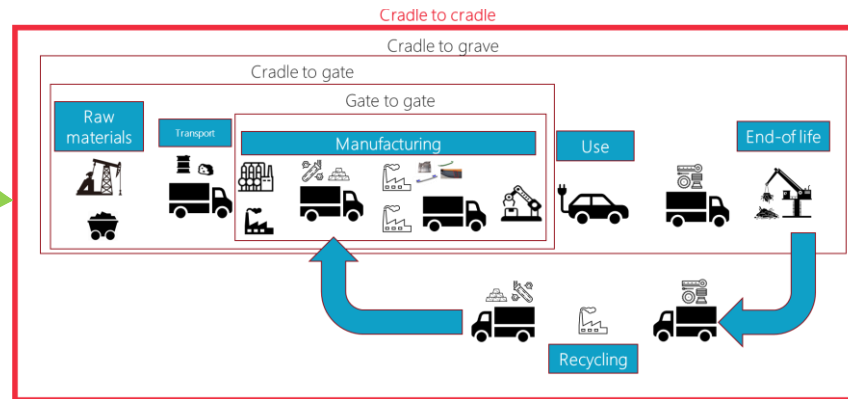 Cradle to cradle
Cradle to grave
Cradle to gate
Gate to gate
Raw
materials
Transport
Manufacturing
Use
End-of life
Recycling